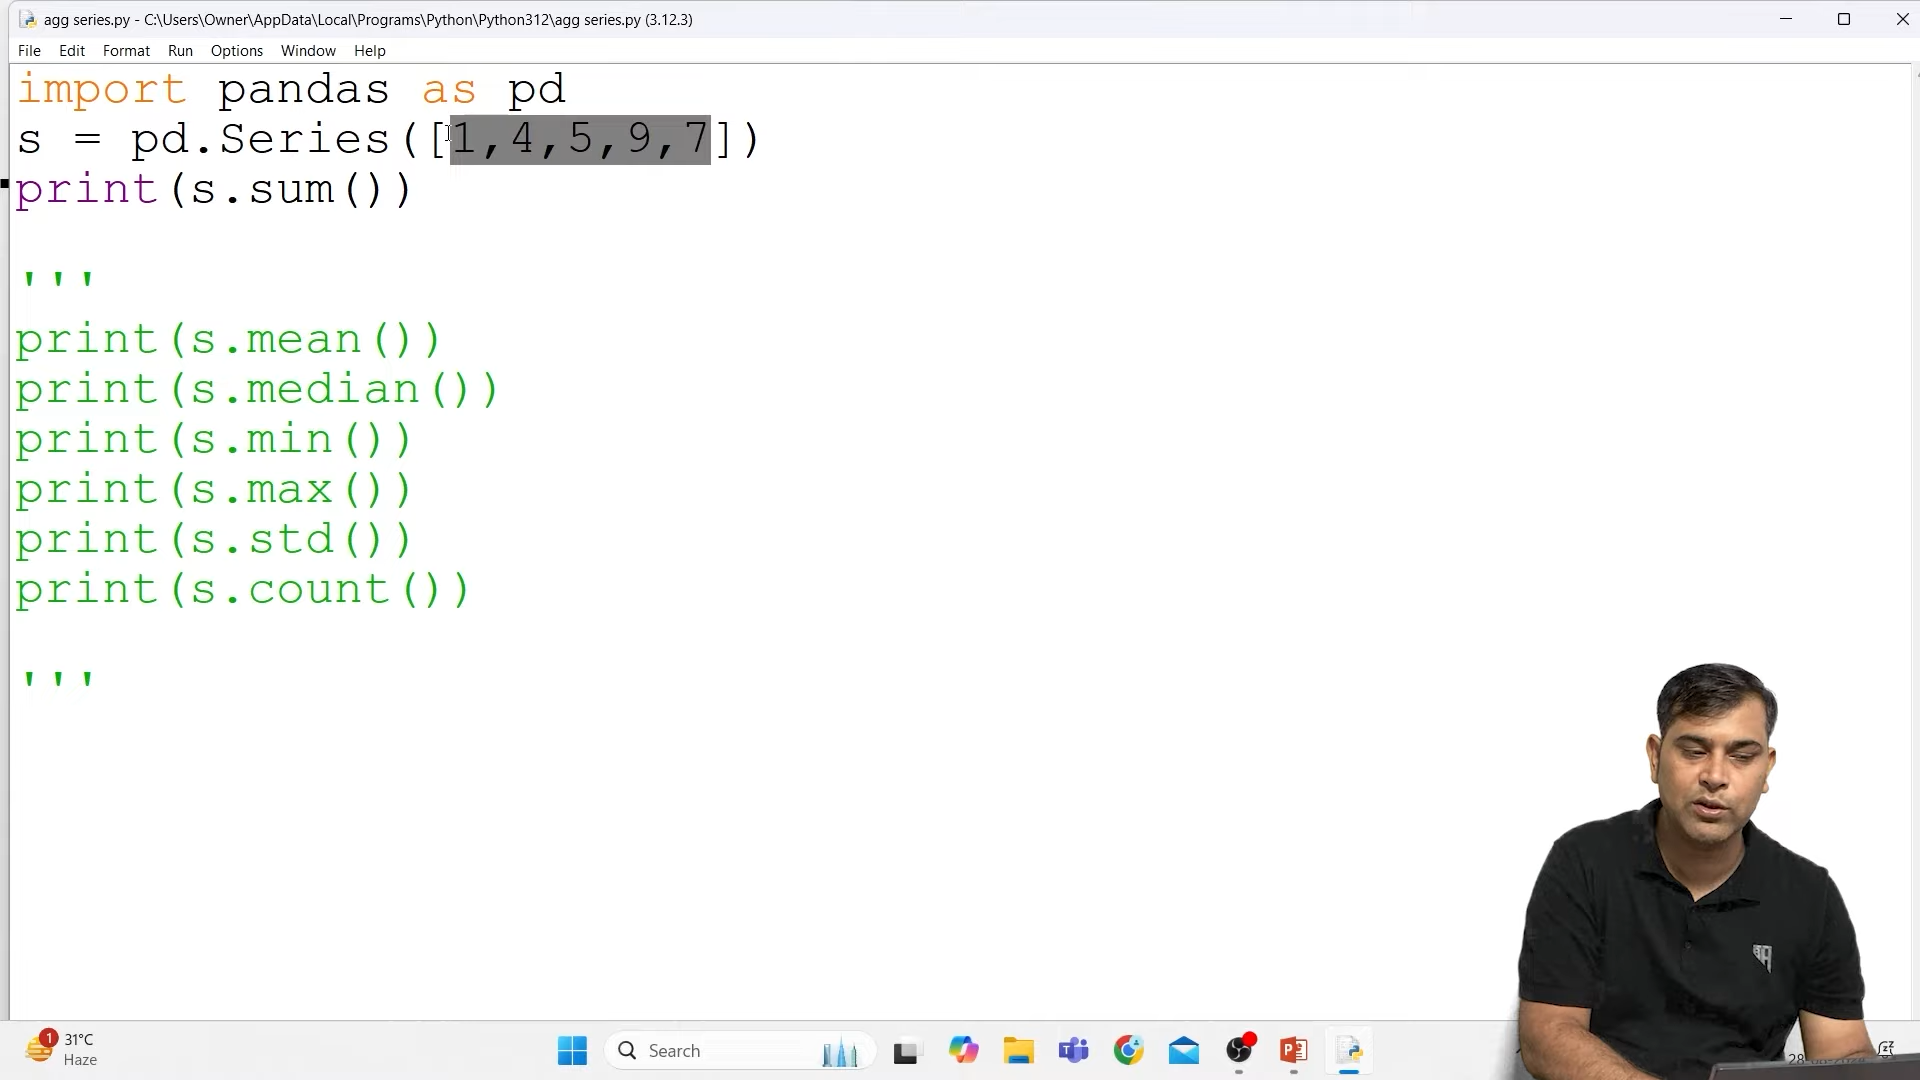 agg series.py - C:\Users\Owner\AppData\Local\Programs\Python\Python312\agg series.py (3.12.3)
File Edit Format Run Options Window Help
import pandas as pd
s = pd.Series([1,4,5,9,7])
print(s.sum())
'''
print(s.mean())
print(s.median())
print(s.min())
print(s.max())
print(s.std())
print(s.count())
'''
1
31°C
Haze
Search